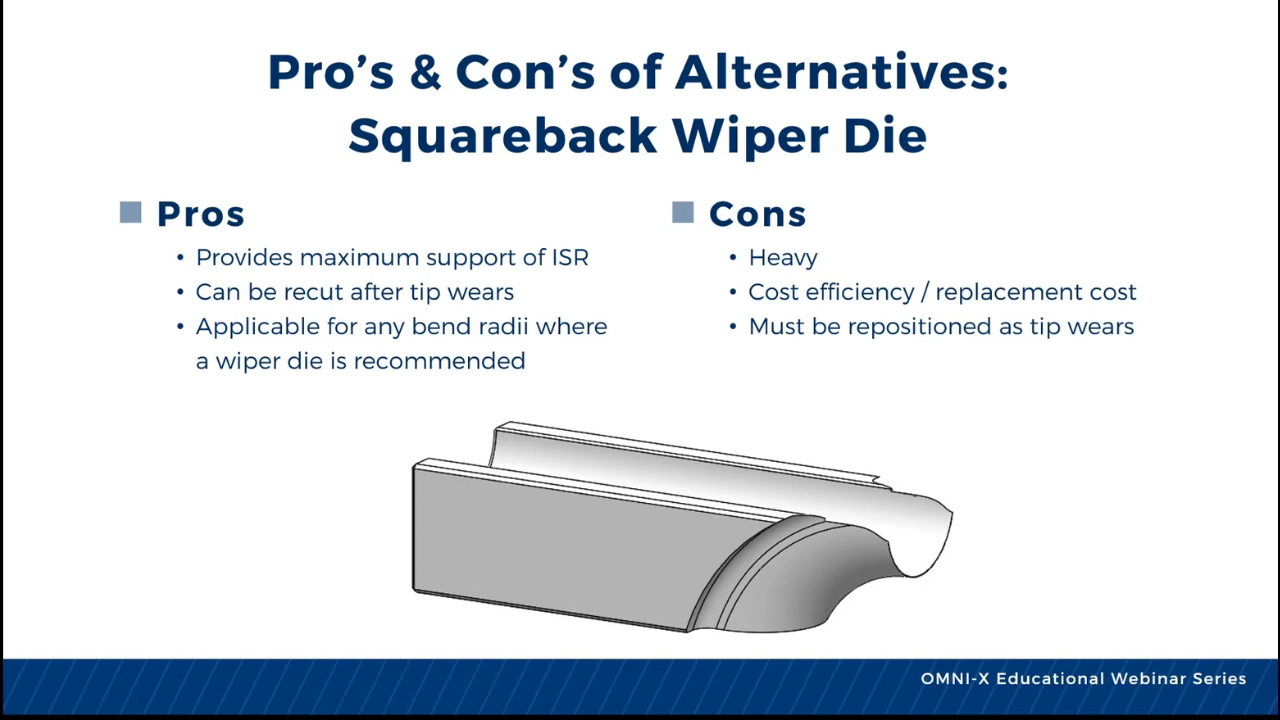 Pro’s & Con’s of Alternatives:
Squareback Wiper Die
Pros
• Provides maximum support of ISR
• Can be recut after tip wears
• Applicable for any bend radii where
a wiper die is recommended
Cons
• Heavy
• Cost efficiency / replacement cost
• Must be repositioned as tip wears
OMNI-X Educational Webinar Series